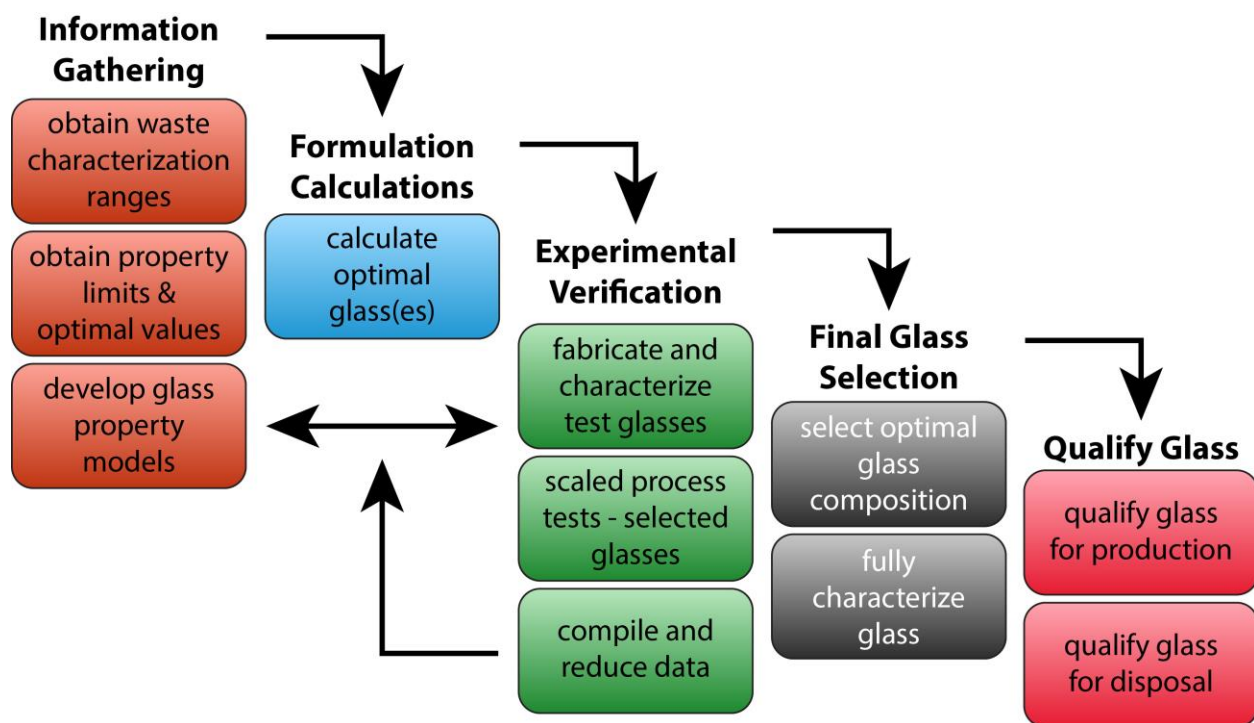 Information
Gathering
obtain waste
characterization
ranges
obtain property
limits &
optimal values
develop glass
property
models
Formulation
Calculations
calculate
optimal
glass(es)
Experimental
Verification
fabricate and
characterize
test glasses
scaled process
tests - selected
glasses
compile and
reduce data
Final Glass
Selection
select optimal
glass
composition
fully
characterize
glass
Qualify Glass
qualify glass
for production
qualify glass
for disposal